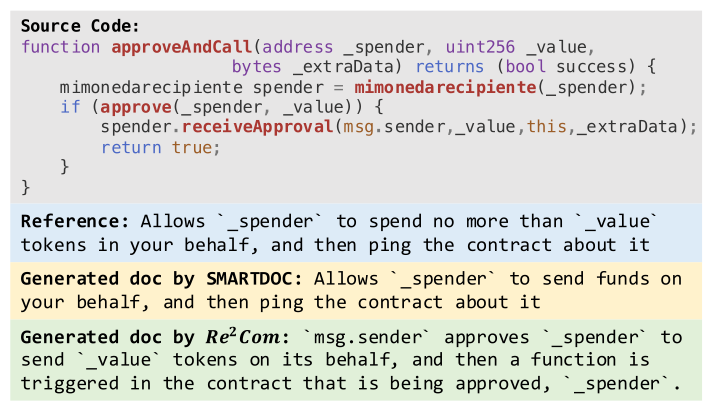 Source Code:
function approveAndCall(address _spender, uint256 _value,
bytes _extraData) returns (bool success) {
mimonedarecipiente spender = mimonedarecipiente(_spender);
if (approve(_spender, _value)) {
spender.receiveApproval(msg.sender,_value,this,_extraData);
return true;
}
}
Reference: Allows `_spender` to spend no more than `_value`
tokens in your behalf, and then ping the contract about it
Generated doc by SMARTDOC: Allows `_spender` to send funds on
your behalf, and then ping the contract about it
Generated doc by Re²Com: `msg.sender` approves `_spender` to
send `_value` tokens on its behalf, and then a function is
triggered in the contract that is being approved, `_spender`.